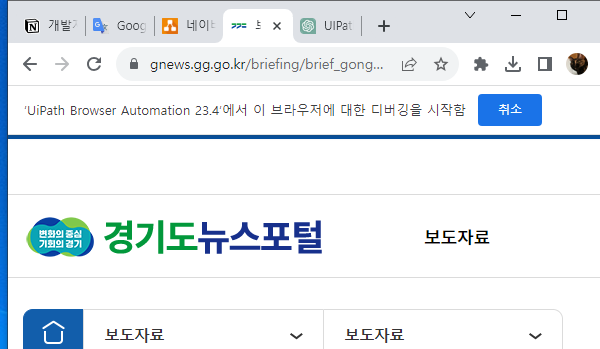 개발자 Goog 네이버 UIPat
gnews.gg.go.kr/briefing/brief_gong...
'UiPath Browser Automation 23.4'에서 이 브라우저에 대한 디버깅을 시작함 취소
변화의 중심
기회의 경기
경기도뉴스포털 보도자료
보도자료 보도자료